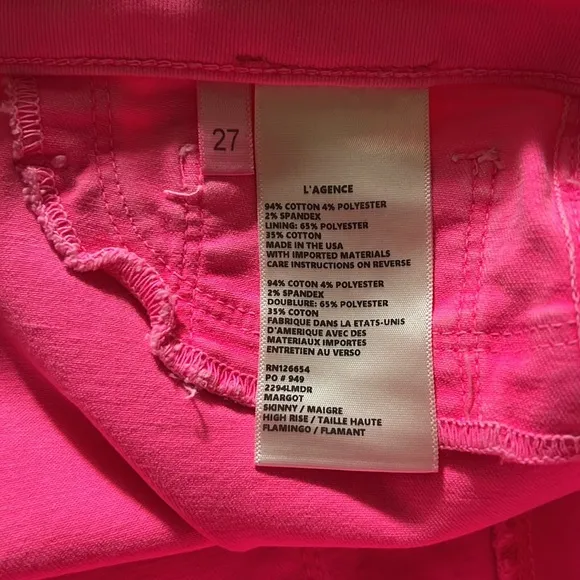 27
L'AGENCE
94% COTTON 4% POLYESTER
2% SPANDEX
LINING: 65% POLYESTER
35% COTTON
MADE IN THE USA
WITH IMPORTED MATERIALS
CARE INSTRUCTIONS ON REVERSE
94% COTON 4% POLYESTER
2% SPANDEX
DOUBLURE: 65% POLYESTER
35% COTON
FABRIQUE DANS LA ETATS-UNIS
D'AMERIQUE AVEC DES
MATERIAUX IMPORTES
ENTRETIEN AU VERSO
RN126654
PO # 949
2294LMDR
MARGOT
SKINNY / MAIGRE
HIGH RISE / TAILLE HAUTE
FLAMINGO / FLAMANT